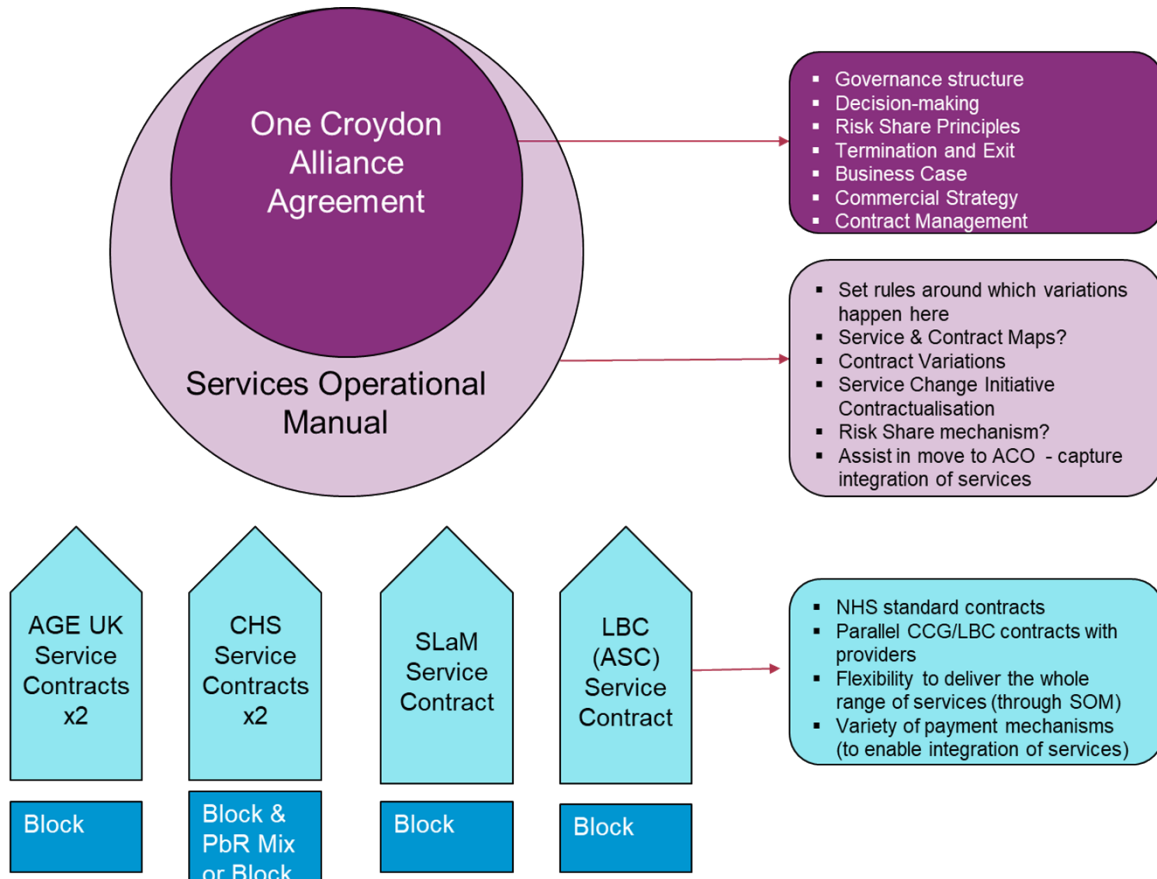 One Croydon
Alliance
Agreement
Services Operational
Manual
▪ Governance structure
▪ Decision-making
▪ Risk Share Principles
▪ Termination and Exit
▪ Business Case
▪ Commercial Strategy
▪ Contract Management
▪ Set rules around which variations
happen here
▪ Service & Contract Maps?
▪ Contract Variations
▪ Service Change Initiative
Contractualisation
▪ Risk Share mechanism?
▪ Assist in move to ACO - capture
integration of services
AGE UK
Service
Contracts
x2
CHS
Service
Contracts
x2
SLaM
Service
Contract
LBC
(ASC)
Service
Contract
▪ NHS standard contracts
▪ Parallel CCG/LBC contracts with
providers
▪ Flexibility to deliver the whole
range of services (through SOM)
▪ Variety of payment mechanisms
(to enable integration of services)
Block
Block &
PbR Mix
or Block
Block
Block